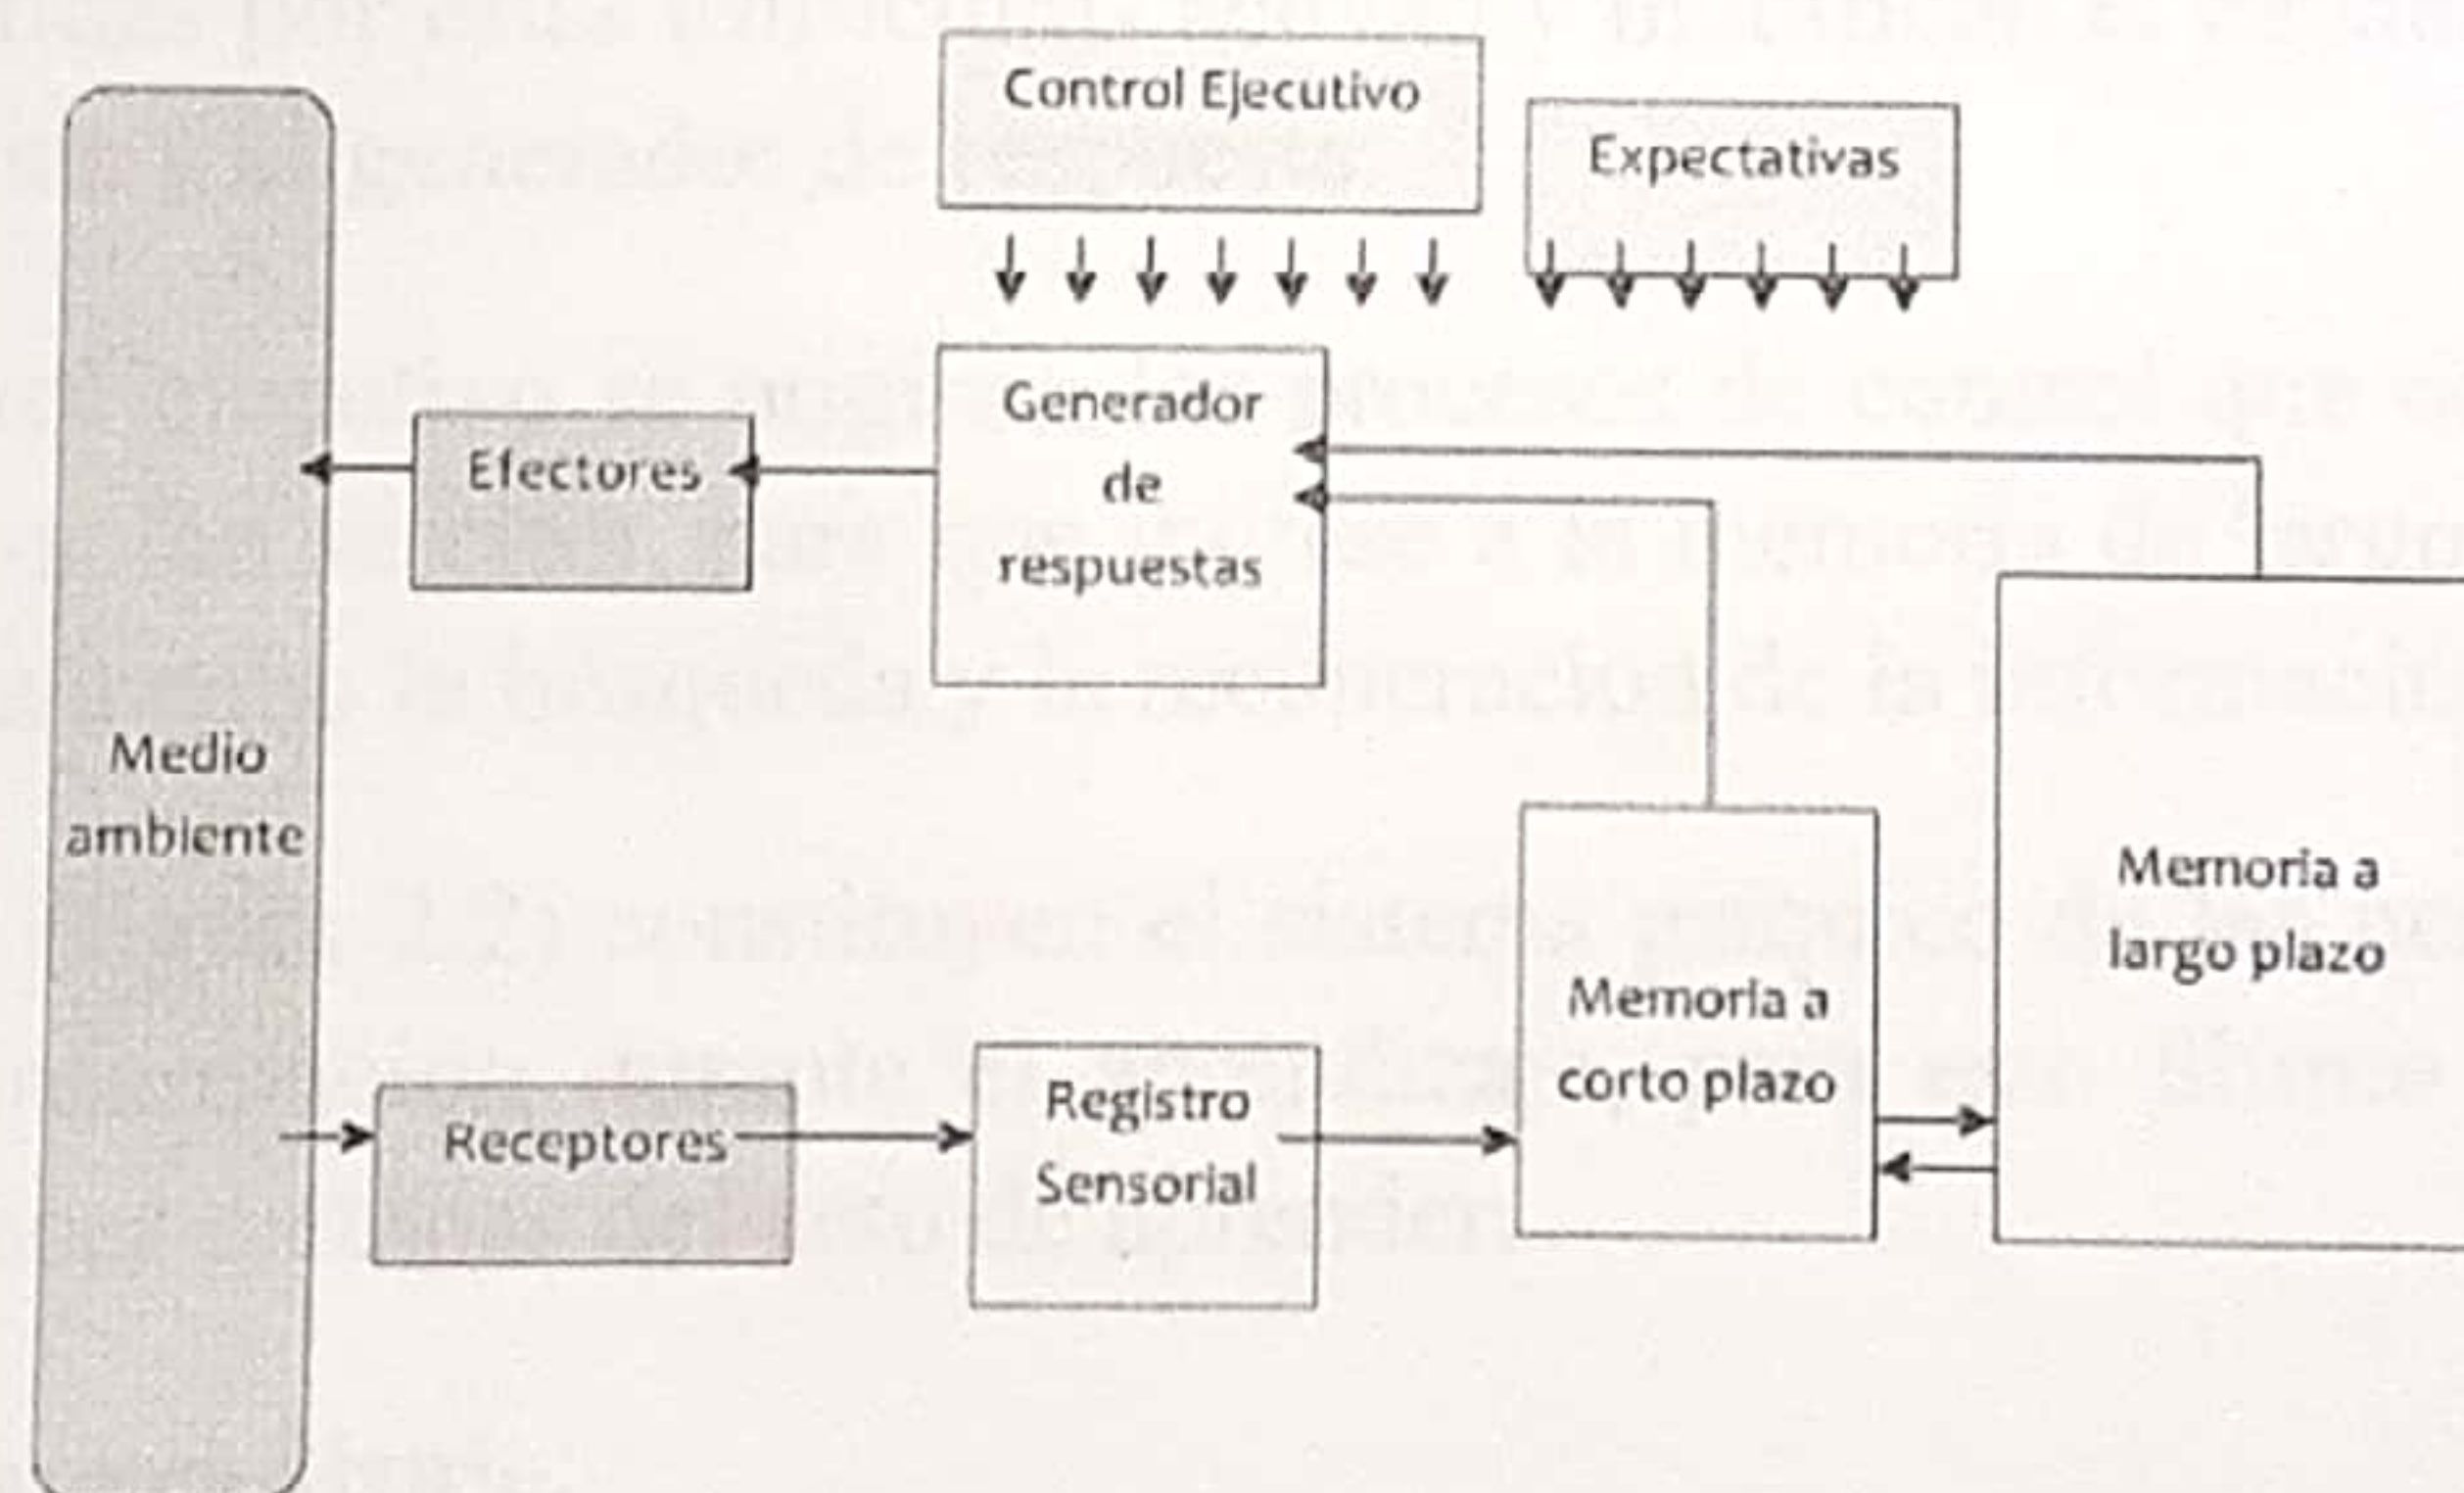 Control Ejecutivo
Expectativas
Generador
de
respuestas
Efectores
Medio
ambiente
Memoria a
largo plazo
Memoria a
corto plazo
Receptores
Registro
Sensorial